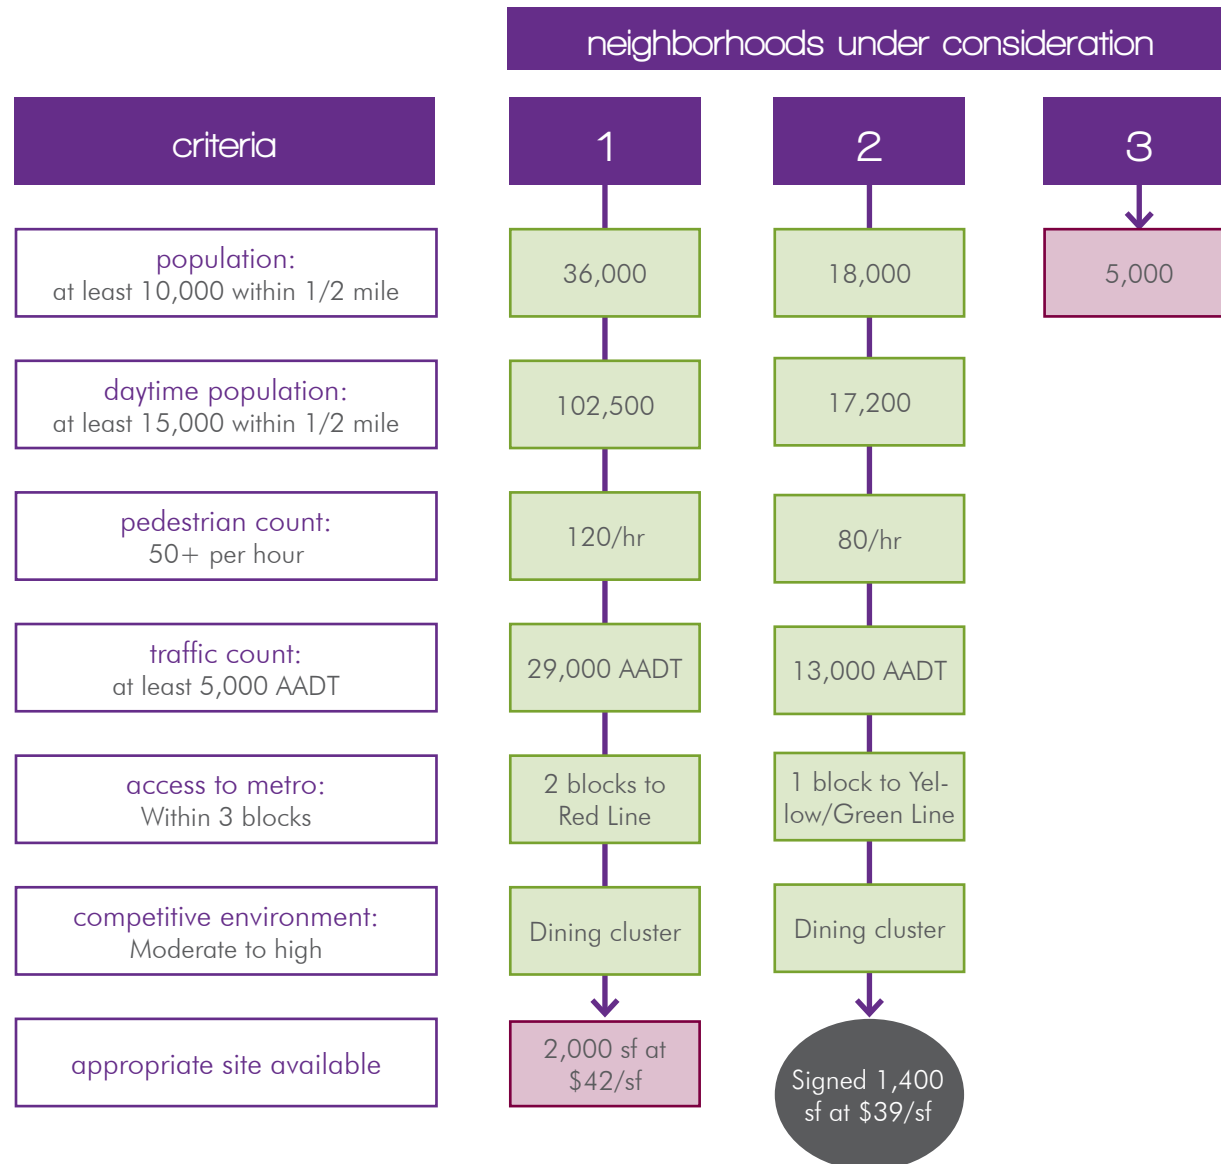 neighborhoods under consideration
criteria
1
2
3
population:
at least 10,000 within 1/2 mile
36,000
18,000
5,000
daytime population:
at least 15,000 within 1/2 mile
102,500
17,200
pedestrian count:
50+ per hour
120/hr
80/hr
traffic count:
at least 5,000 AADT
29,000 AADT
13,000 AADT
access to metro:
Within 3 blocks
2 blocks to
Red Line
1 block to Yel-
low/Green Line
competitive environment:
Moderate to high
Dining cluster
Dining cluster
appropriate site available
2,000 sf at
$42/sf
Signed 1,400
sf at $39/sf